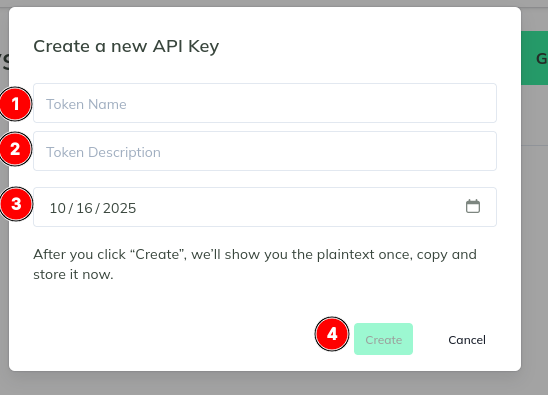 Create a new API Key
1
Token Name
2
Token Description
3
10 / 16 / 2025
After you click “Create”, we’ll show you the plaintext once, copy and
store it now.
4
Create
Cancel